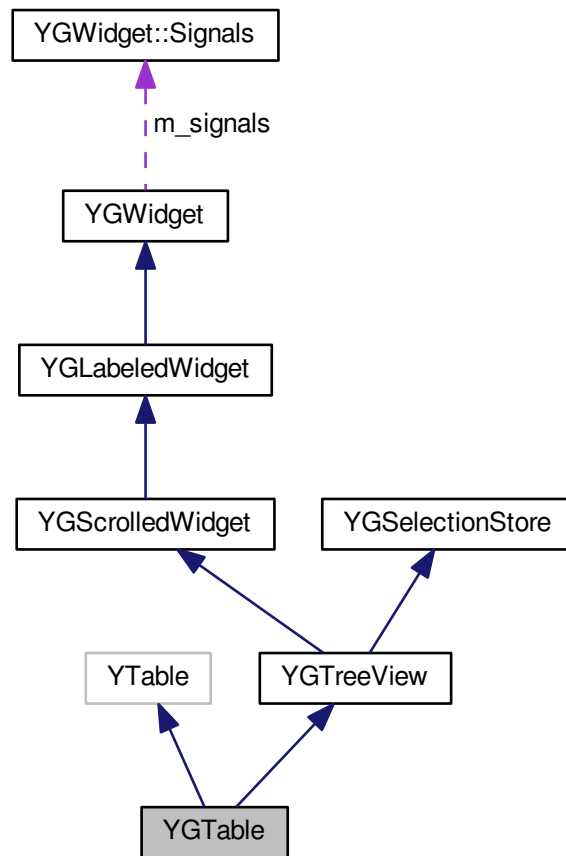 YGWidget::Signals
m_signals
YGWidget
YGLabeledWidget
YGScrolledWidget
YGSelectionStore
YTable
YGTreeView
YGTable